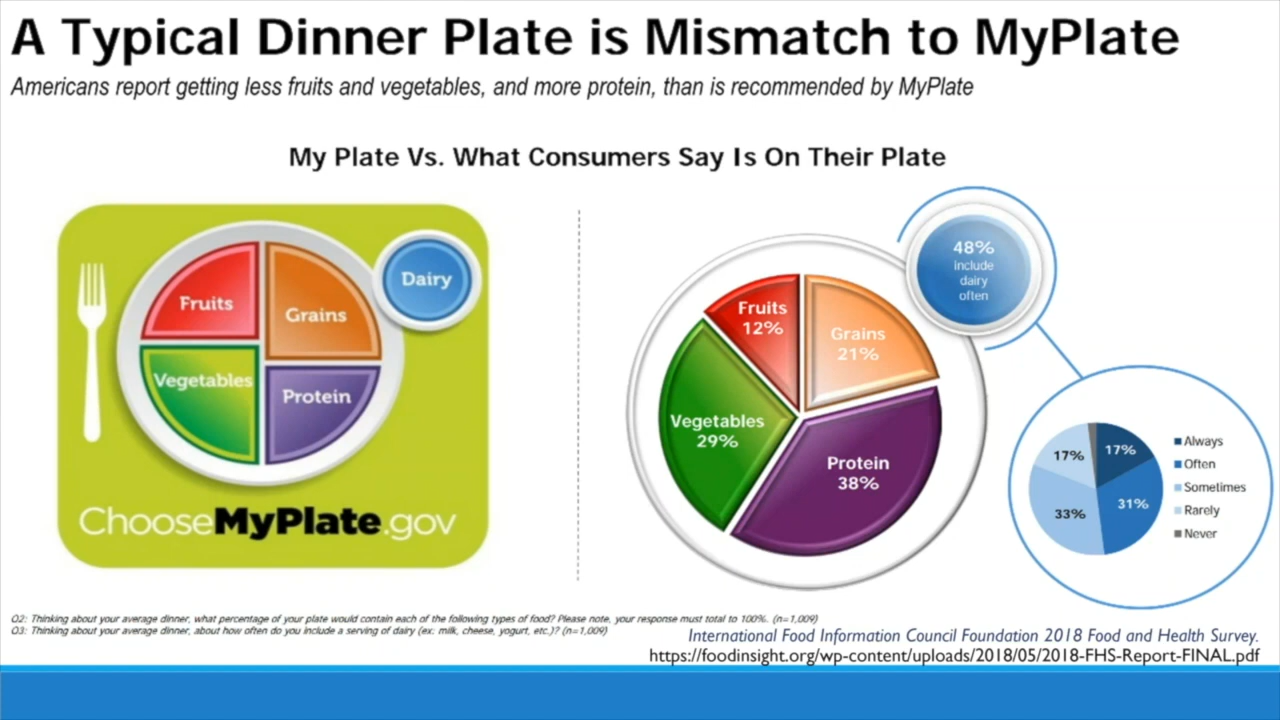 A Typical Dinner Plate is Mismatch to MyPlate
Americans report getting less fruits and vegetables, and more protein, than is recommended by MyPlate
My Plate Vs. What Consumers Say Is On Their Plate
Fruits
Grains
Dairy
Vegetables
Protein
ChooseMyPlate.gov
Fruits
12%
Grains
21%
Vegetables
29%
Protein
38%
48%
include
dairy
often
17%
31%
33%
17%
Always
Often
Sometimes
Rarely
Never
Q2: Thinking about your average dinner, what percentage of your plate would contain each of the following types of food? Please note, your response must total to 100%. (n=1,009)
Q3: Thinking about your average dinner, about how often do you include a serving of dairy (ex: milk, cheese, yogurt, etc.)? (n=1,009)
International Food Information Council Foundation 2018 Food and Health Survey.
https://foodinsight.org/wp-content/uploads/2018/05/2018-FHS-Report-FINAL.pdf